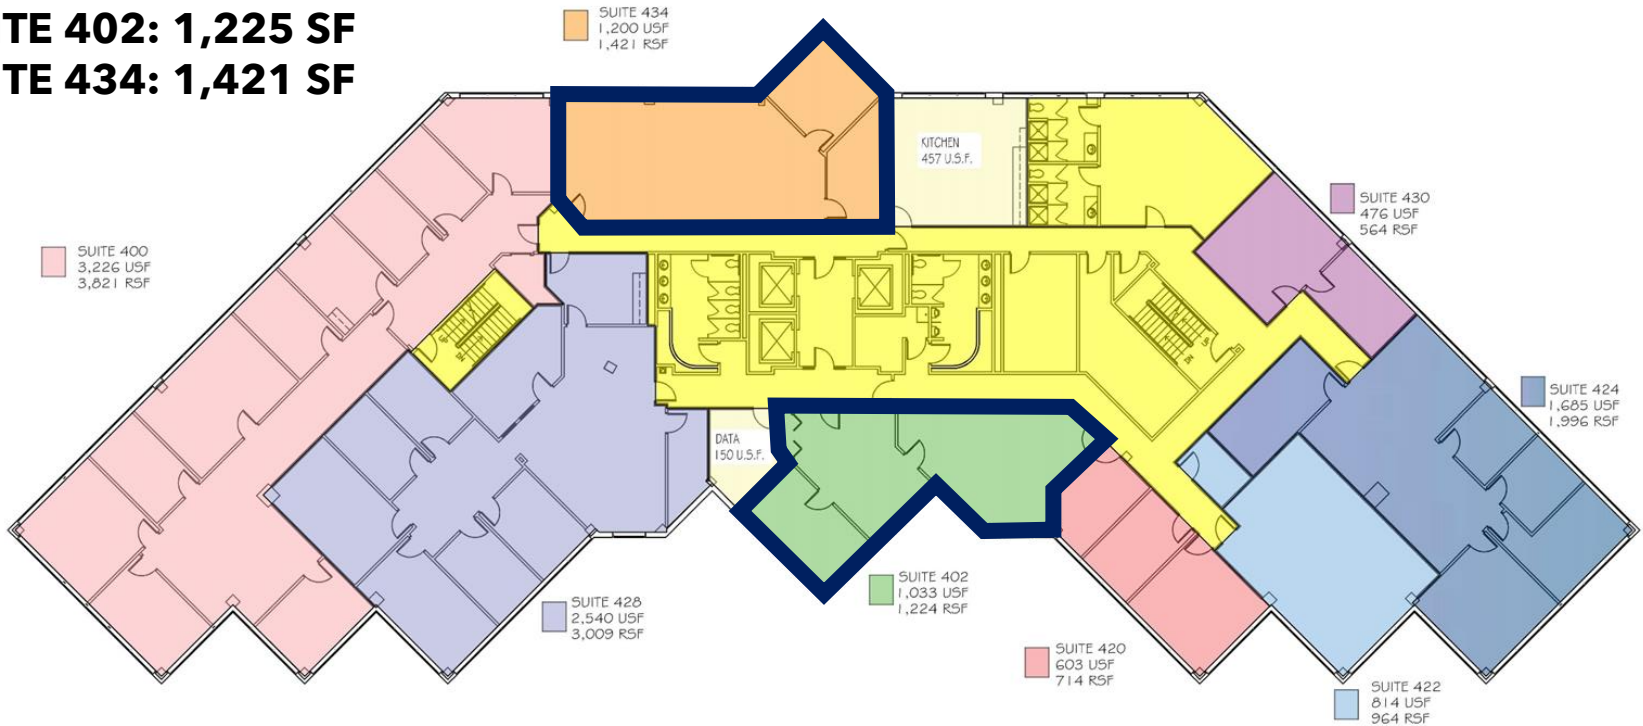 TE 402: 1,225 SF
TE 434: 1,421 SF
SUITE 434
1,200 USF
1,421 RSF
KITCHEN
457 U.S.F.
SUITE 430
476 USF
564 RSF
SUITE 400
3,226 USF
3,821 RSF
SUITE 424
1,685 USF
1,996 RSF
DATA
150 U.S.F.
SUITE 402
1,033 USF
1,224 RSF
SUITE 428
2,540 USF
3,009 RSF
SUITE 420
603 USF
714 RSF
SUITE 422
814 USF
964 RSF